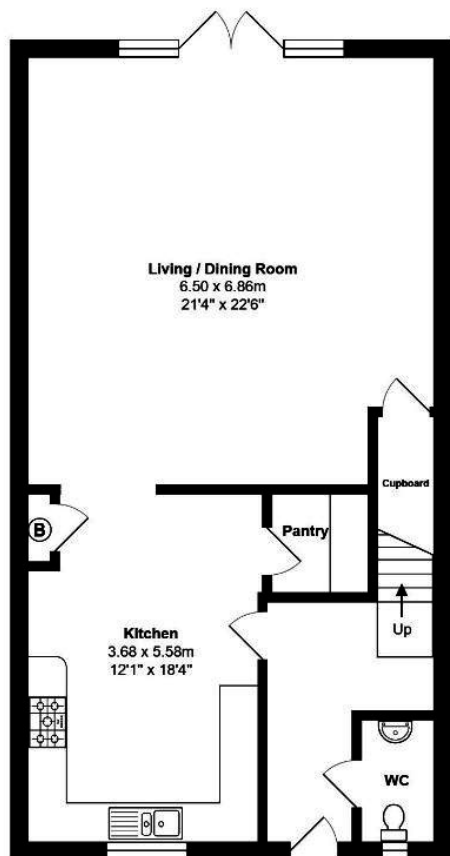 Living / Dining Room
6.50 x 6.86m
21'4" x 22'6"
Cupboard
B
Pantry
Up
Kitchen
3.68 x 5.58m
12'1" x 18'4"
WC